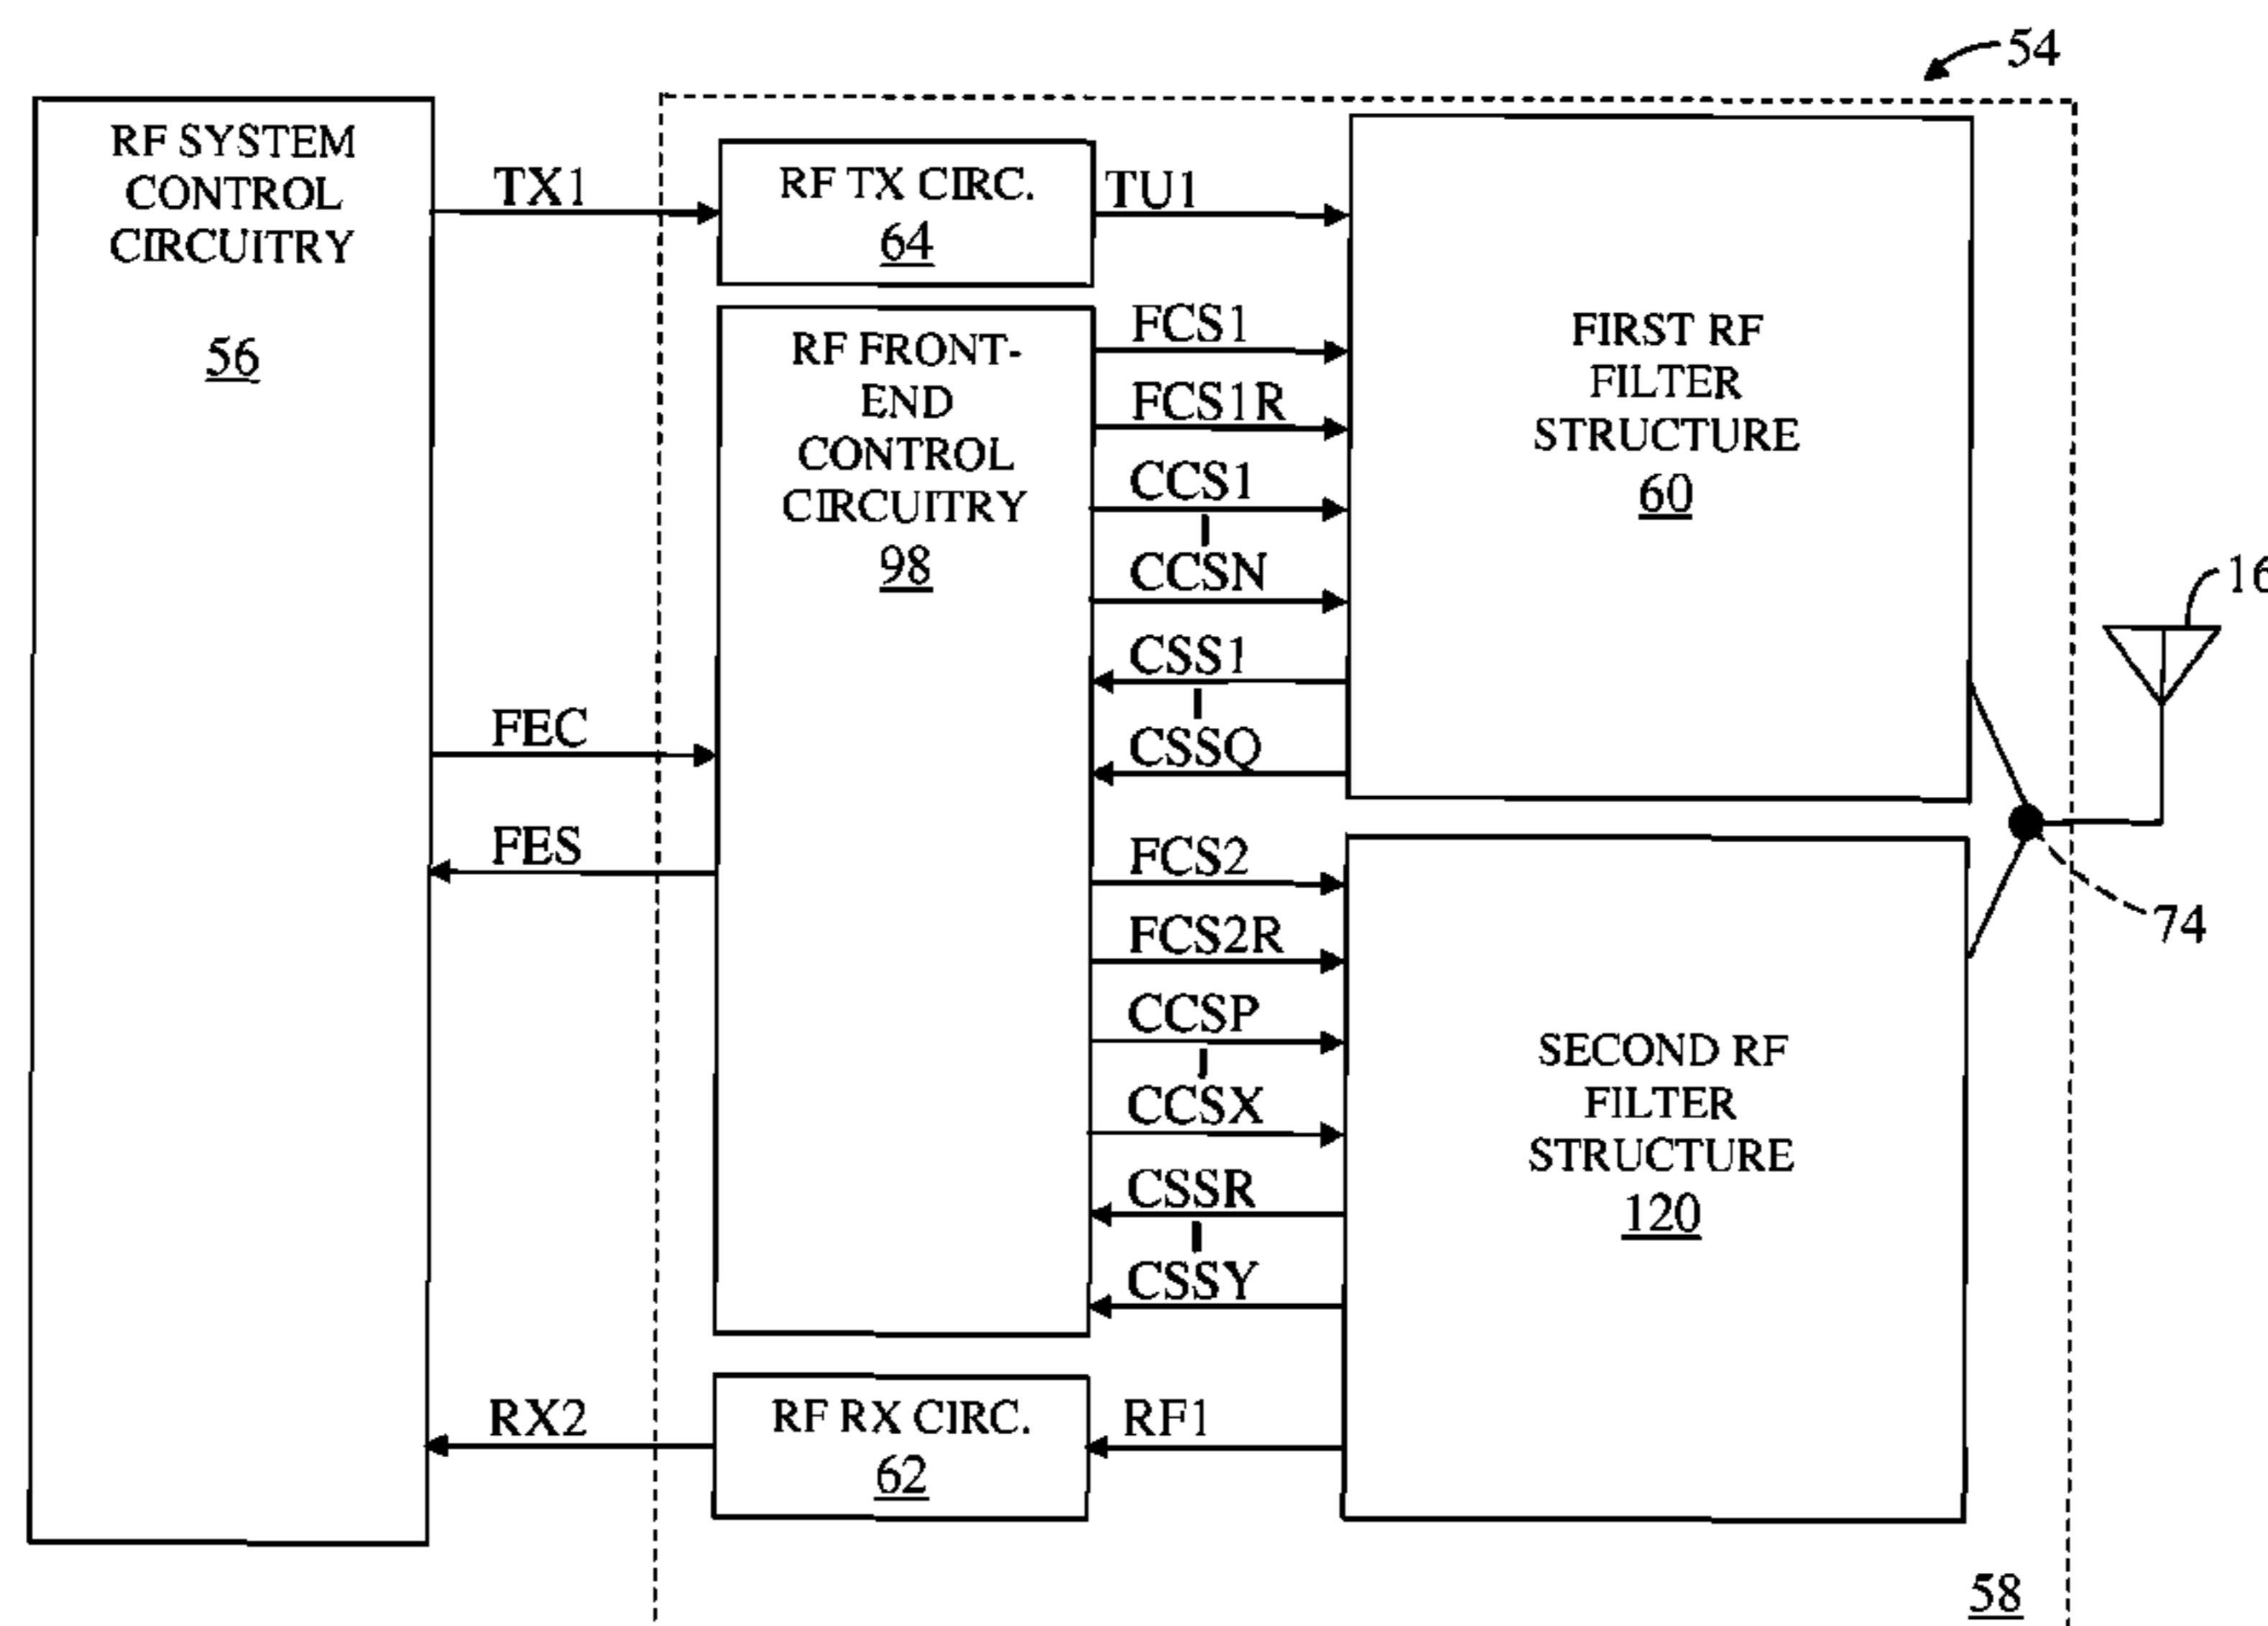 54
RF SYSTEM
CONTROL
CIRCUITRY
56
TX1
RF TX CIRC.
64
TU1
FCS1
FCS1R
CCS1
CCSN
CSS1
CSSQ
RF FRONT-
END
CONTROL
CIRCUITRY
98
FIRST RF
FILTER
STRUCTURE
60
16
FEC
FES
74
FCS2
FCS2R
CCSP
CCSX
CSSR
CSSY
SECOND RF
FILTER
STRUCTURE
120
RX2
RF RX CIRC.
62
RF1
58